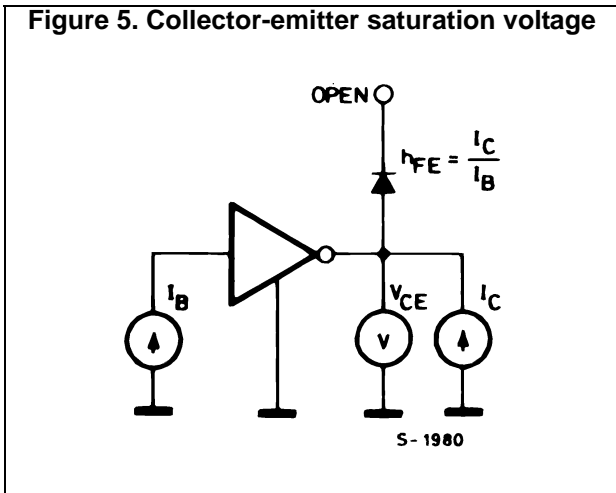 Figure 5. Collector-emitter saturation voltage
OPEN
hFE = IC
IB
IB
VCE
IC
V
S-1980